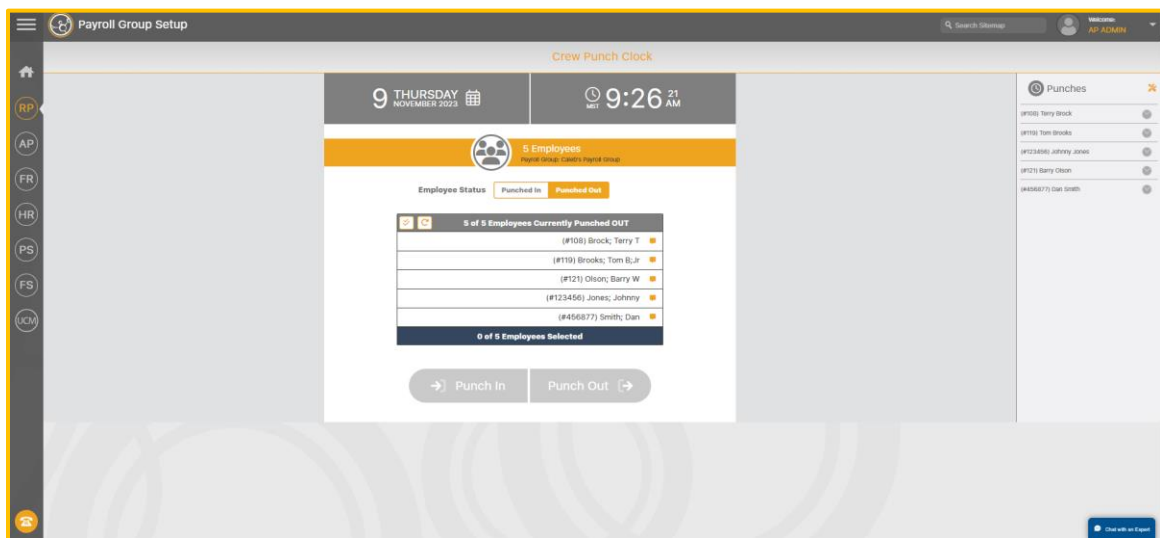 Payroll Group Setup
Search Sitemap
Welcome:
AP ADMIN
Crew Punch Clock
9 THURSDAY
NOVEMBER 2023
MST 9:26 21 AM
5 Employees
Payroll Group: Caleb's Payroll Group
Employee Status Punched In Punched Out
5 of 5 Employees Currently Punched OUT
(#108) Brock; Terry T
(#119) Brooks; Tom B;Jr
(#121) Olson; Barry W
(#123456) Jones; Johnny
(#456877) Smith; Dan
0 of 5 Employees Selected
Punch In Punch Out
Punches
(#108) Terry Brock
(#119) Tom Brooks
(#123456) Johnny Jones
(#121) Barry Olson
(#456877) Dan Smith
RP
AP
FR
HR
PS
FS
UCM
Chat with an Expert